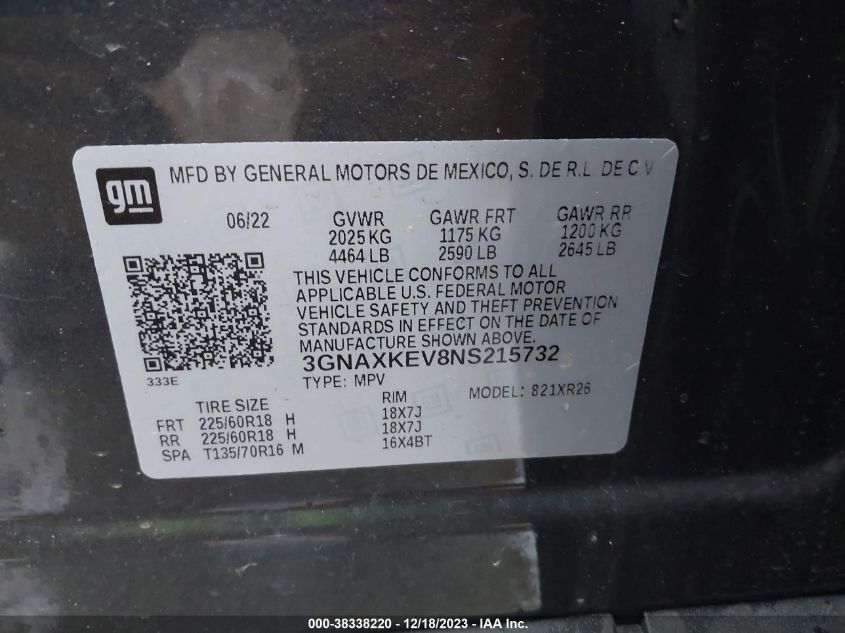 gm
MFD BY GENERAL MOTORS DE MEXICO, S. DE R.L. DE C.V
06/22 GVWR GAWR FRT GAWR RR
2025 KG 1175 KG 1200 KG
4464 LB 2590 LB 2645 LB
THIS VEHICLE CONFORMS TO ALL
APPLICABLE U.S. FEDERAL MOTOR
VEHICLE SAFETY AND THEFT PREVENTION
STANDARDS IN EFFECT ON THE DATE OF
MANUFACTURE SHOWN ABOVE.
3GNAXKEV8NS215732
333E TYPE: MPV MODEL: 821XR26
TIRE SIZE RIM
FRT 225/60R18 H 18X7J
RR 225/60R18 H 18X7J
SPA T135/70R16 M 16X4BT
000-38338220 - 12/18/2023 - IAA Inc.